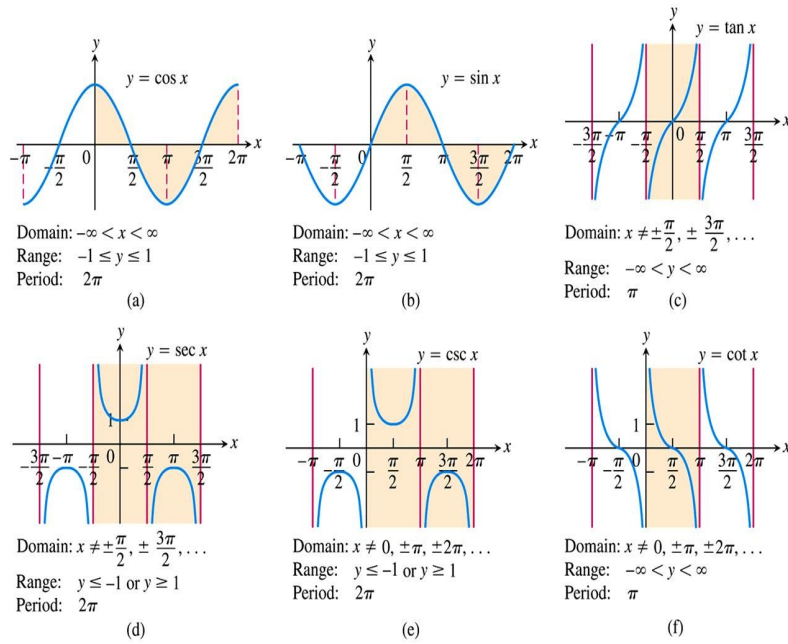 y
y = cos x
x
−π
−π/2
0
π/2
π
3π/2
2π
Domain: −∞ < x < ∞
Range: −1 ≤ y ≤ 1
Period: 2π
(a)
y
y = sin x
x
−π
−π/2
0
π/2
π
3π/2
2π
Domain: −∞ < x < ∞
Range: −1 ≤ y ≤ 1
Period: 2π
(b)
y
y = tan x
x
−3π/2
−π
−π/2
0
π/2
π
3π/2
Domain: x ≠ ±π/2, ± 3π/2, . . .
Range: −∞ < y < ∞
Period: π
(c)
y
y = sec x
1
x
−3π/2
−π
−π/2
0
π/2
π
3π/2
Domain: x ≠ ±π/2, ± 3π/2, . . .
Range: y ≤ −1 or y ≥ 1
Period: 2π
(d)
y
y = csc x
1
x
−π
−π/2
0
π/2
π
3π/2
2π
Domain: x ≠ 0, ±π, ±2π, . . .
Range: y ≤ −1 or y ≥ 1
Period: 2π
(e)
y
y = cot x
1
x
−π
−π/2
0
π/2
π
3π/2
2π
Domain: x ≠ 0, ±π, ±2π, . . .
Range: −∞ < y < ∞
Period: π
(f)